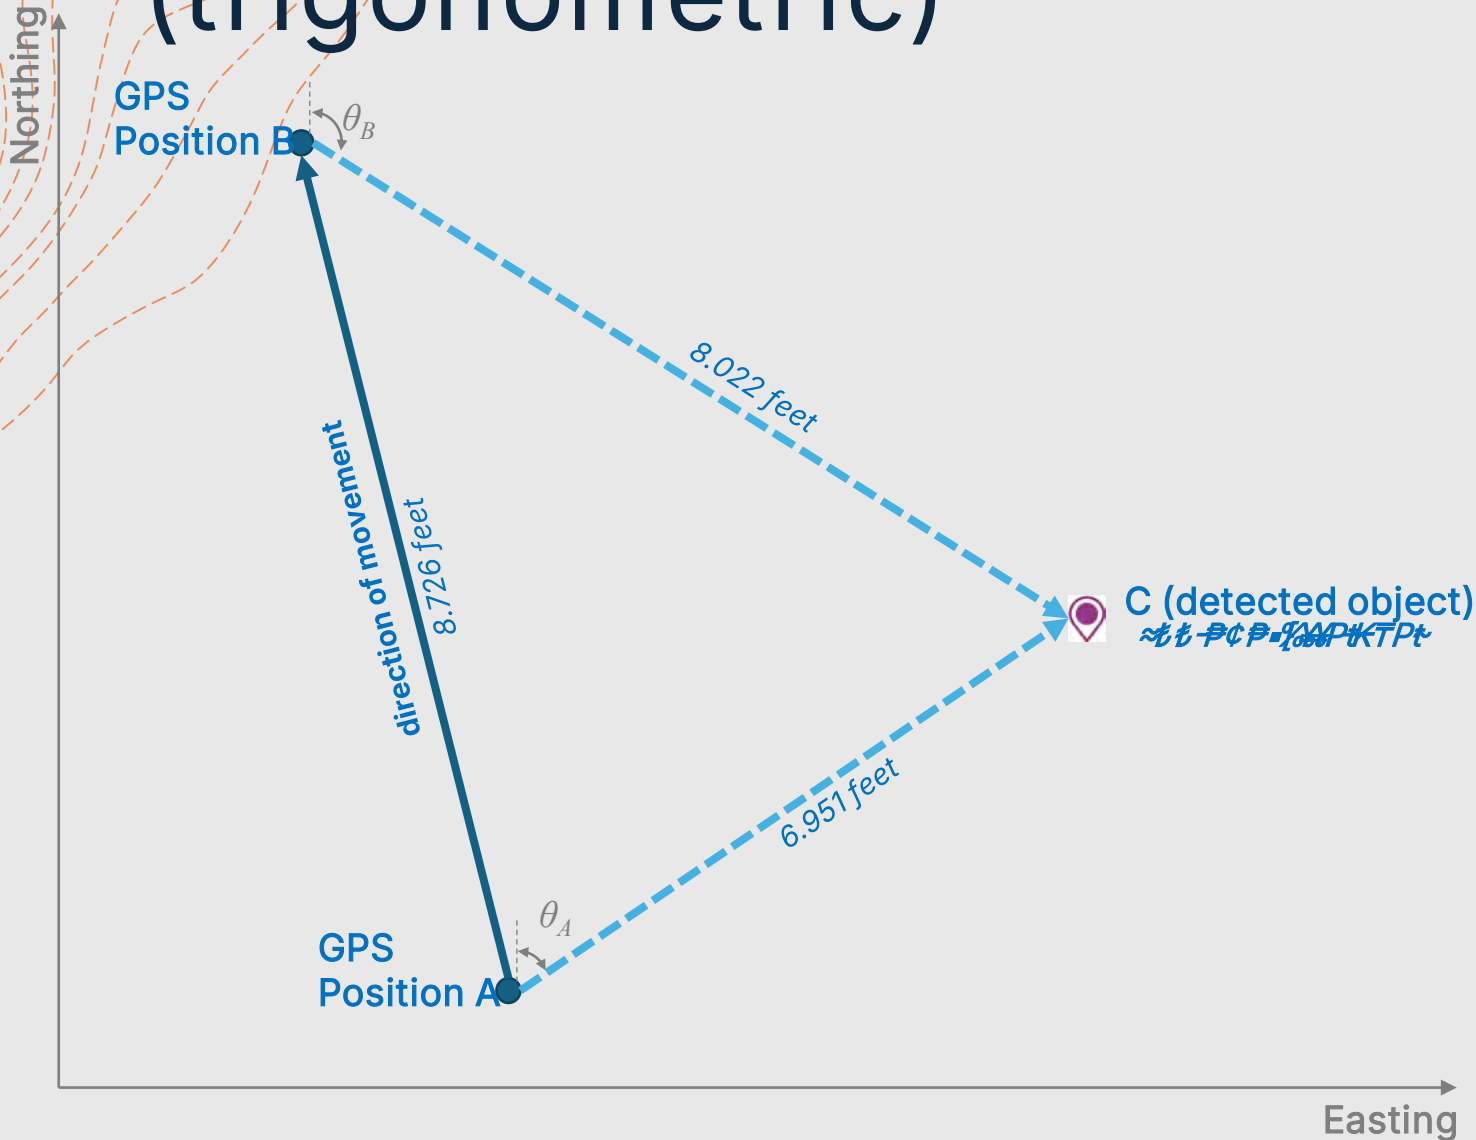 (trigonometric)
Northing
GPS
Position B
θB
8.022 feet
direction of movement
8.726 feet
C (detected object)
6.951 feet
θA
GPS
Position A
Easting